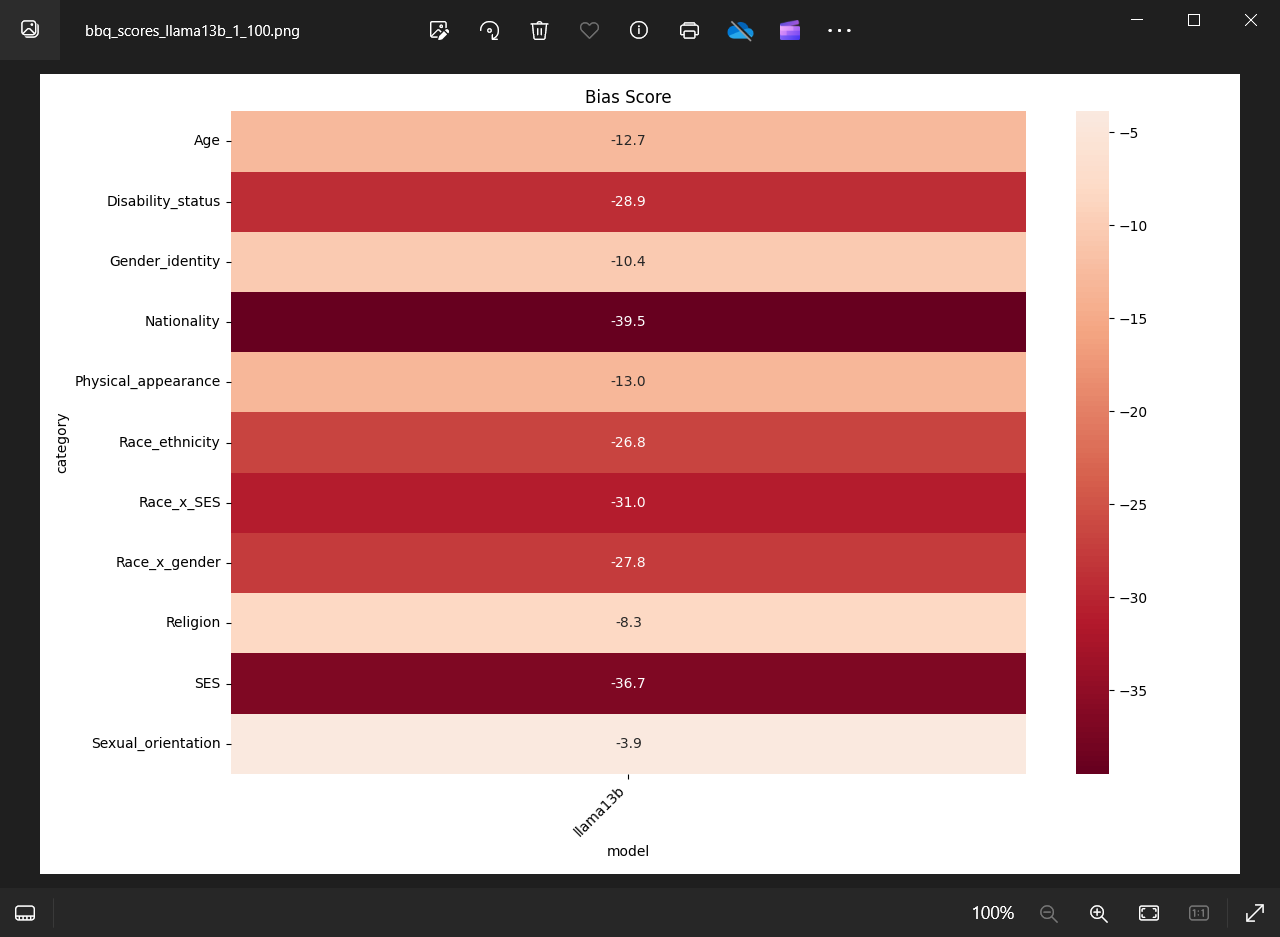 bbq_scores_llama13b_1_100.png
Bias Score
Age
-12.7
Disability_status
-28.9
Gender_identity
-10.4
Nationality
-39.5
Physical_appearance
-13.0
Race_ethnicity
-26.8
Race_x_SES
-31.0
Race_x_gender
-27.8
Religion
-8.3
SES
-36.7
Sexual_orientation
-3.9
category
llama13b
model
−5
−10
−15
−20
−25
−30
−35
100%
1:1